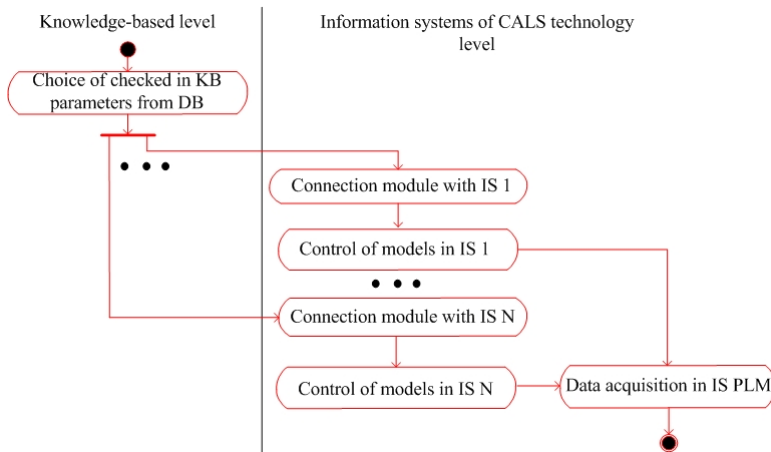 Knowledge-based level
Information systems of CALS technology
level
Choice of checked in KB
parameters from DB
Connection module with IS 1
Control of models in IS 1
Connection module with IS N
Control of models in IS N
Data acquisition in IS PLM